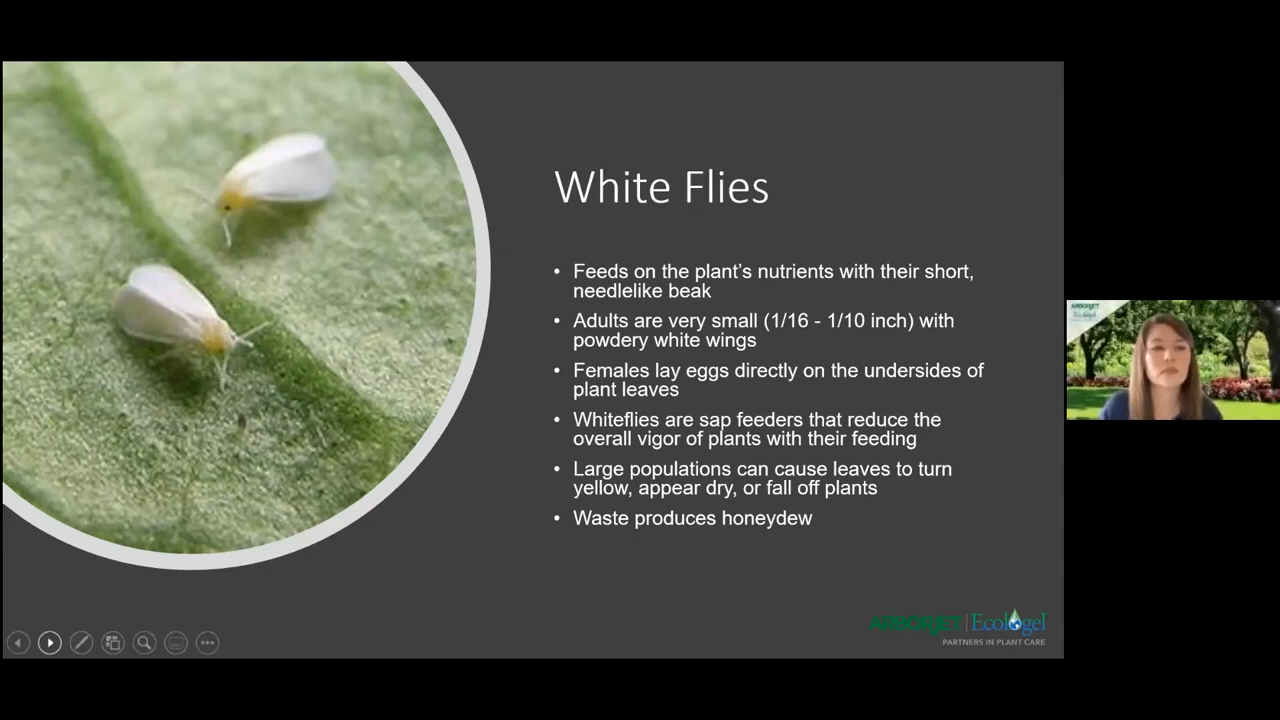 White Flies
• Feeds on the plant’s nutrients with their short,
needlelike beak
• Adults are very small (1/16 - 1/10 inch) with
powdery white wings
• Females lay eggs directly on the undersides of
plant leaves
• Whiteflies are sap feeders that reduce the
overall vigor of plants with their feeding
• Large populations can cause leaves to turn
yellow, appear dry, or fall off plants
• Waste produces honeydew
ARBORJET | Ecologel
PARTNERS IN PLANT CARE
ARBORJET
Ecologel